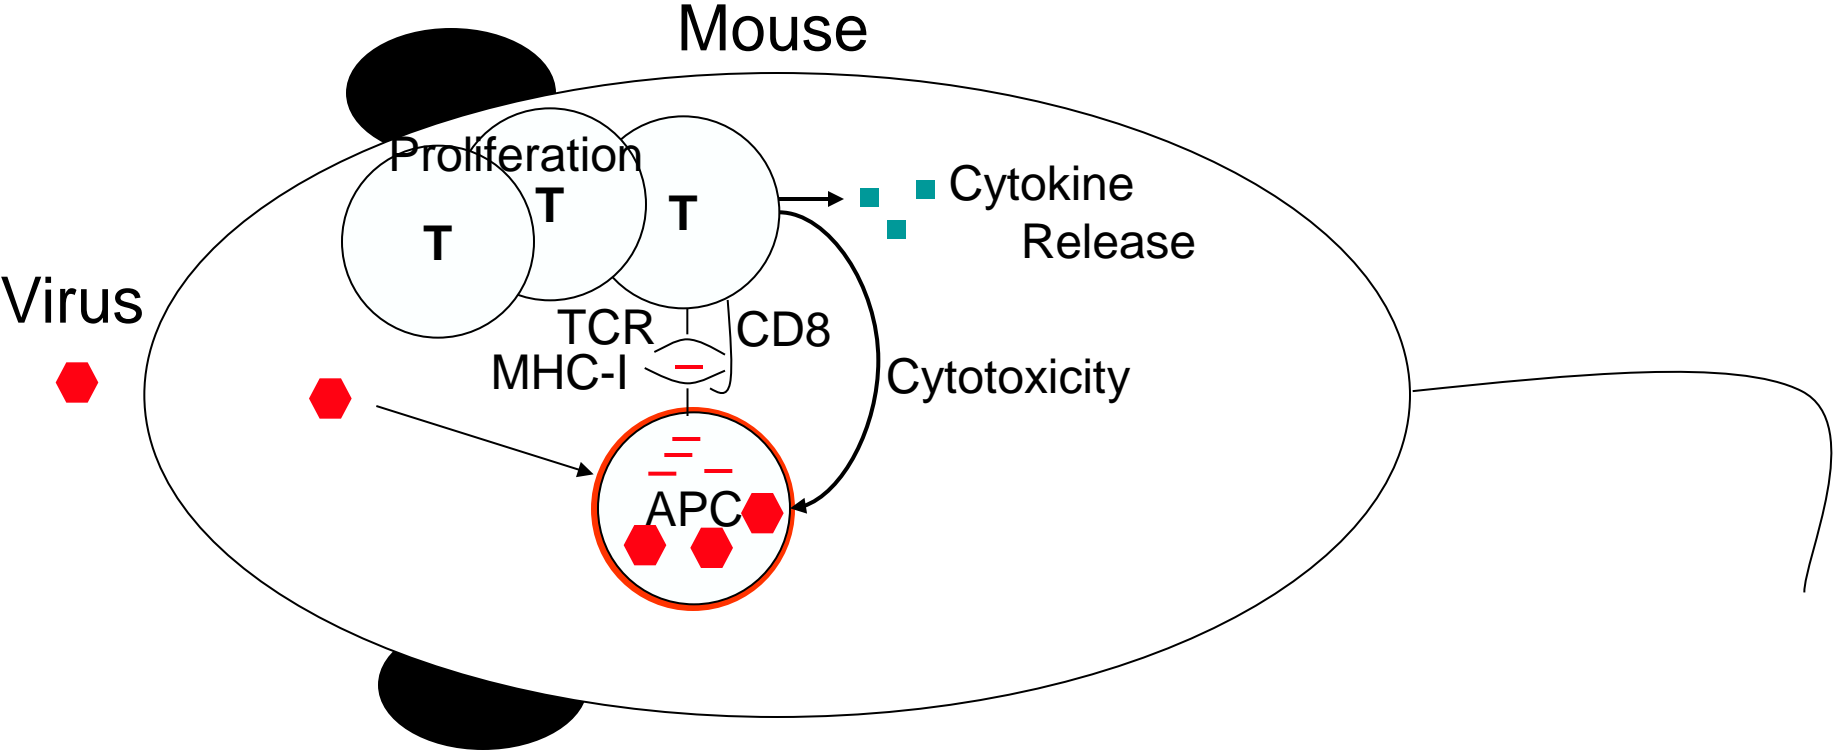 Mouse
Proliferation
T
T
T
Cytokine
Release
Virus
TCR
CD8
MHC-I
Cytotoxicity
APC